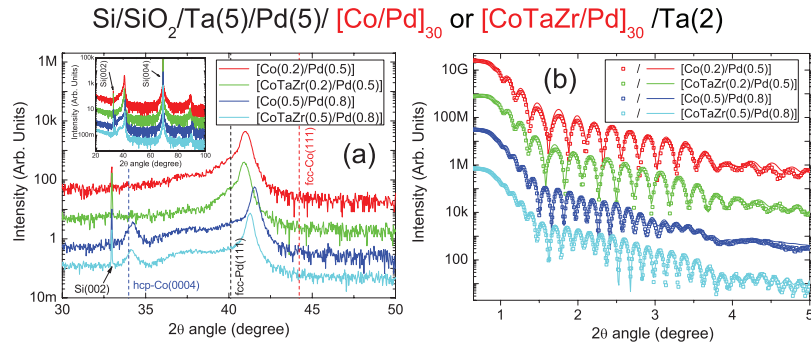 Si/SiO2/Ta(5)/Pd(5)/ [Co/Pd]30 or [CoTaZr/Pd]30 /Ta(2)
(a)
Intensity (Arb. Units)
100k
1k
10
100m
20 40 60 80 100
2θ angle (degree)
Si(002)
Si(004)
[Co(0.2)/Pd(0.5)]
[CoTaZr(0.2)/Pd(0.5)]
[Co(0.5)/Pd(0.8)]
[CoTaZr(0.5)/Pd(0.8)]
Intensity (Arb. Units)
10k
100
1
10m
Si(002)
hcp-Co(0004)
fcc-Pd(111)
fcc-Co(111)
30 35 40 45 50
2θ angle (degree)
(b)
/ [Co(0.2)/Pd(0.5)]
/ [CoTaZr(0.2)/Pd(0.5)]
/ [Co(0.5)/Pd(0.8)]
/ [CoTaZr(0.5)/Pd(0.8)]
Intensity (Arb. Units)
10G
100M
1M
10k
100
1 2 3 4 5
2θ angle (degree)